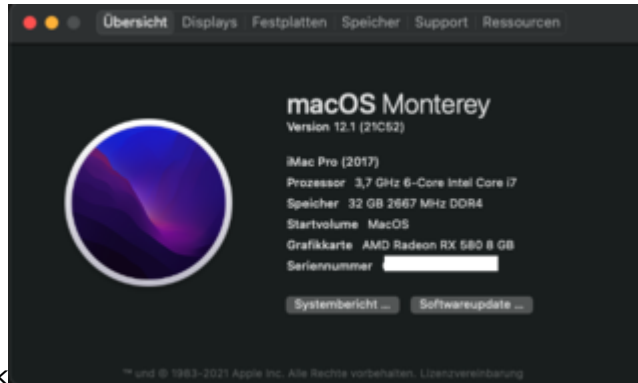 Übersicht Displays Festplatten Speicher Support Ressourcen
macOS Monterey
Version 12.1 (21C52)
iMac Pro (2017)
Prozessor 3,7 GHz 6-Core Intel Core i7
Speicher 32 GB 2667 MHz DDR4
Startvolume MacOS
Grafikkarte AMD Radeon RX 580 8 GB
Seriennummer
Systembericht ... Softwareupdate ...
™ und © 1983-2021 Apple Inc. Alle Rechte vorbehalten. Lizenzvereinbarung